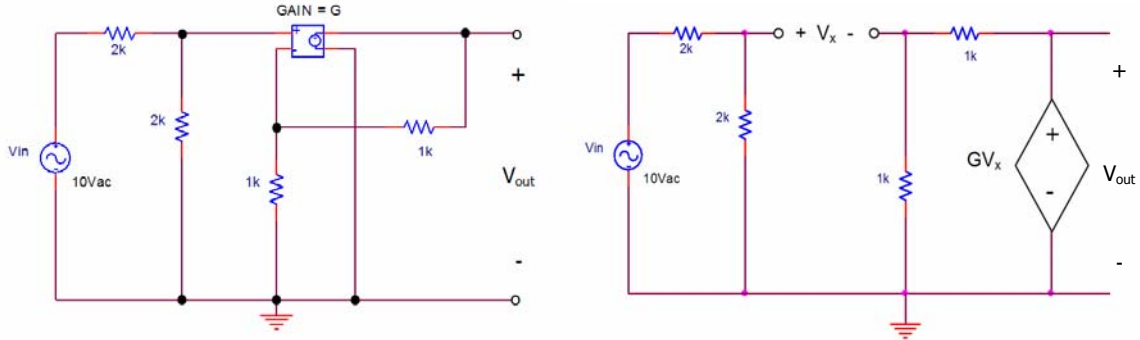 GAIN = G
2k
+
-
+
2k
Vin
10Vac
1k
1k
Vout
-
2k
+ Vx -
1k
+
2k
Vin
10Vac
1k
+
GVx
-
Vout
-